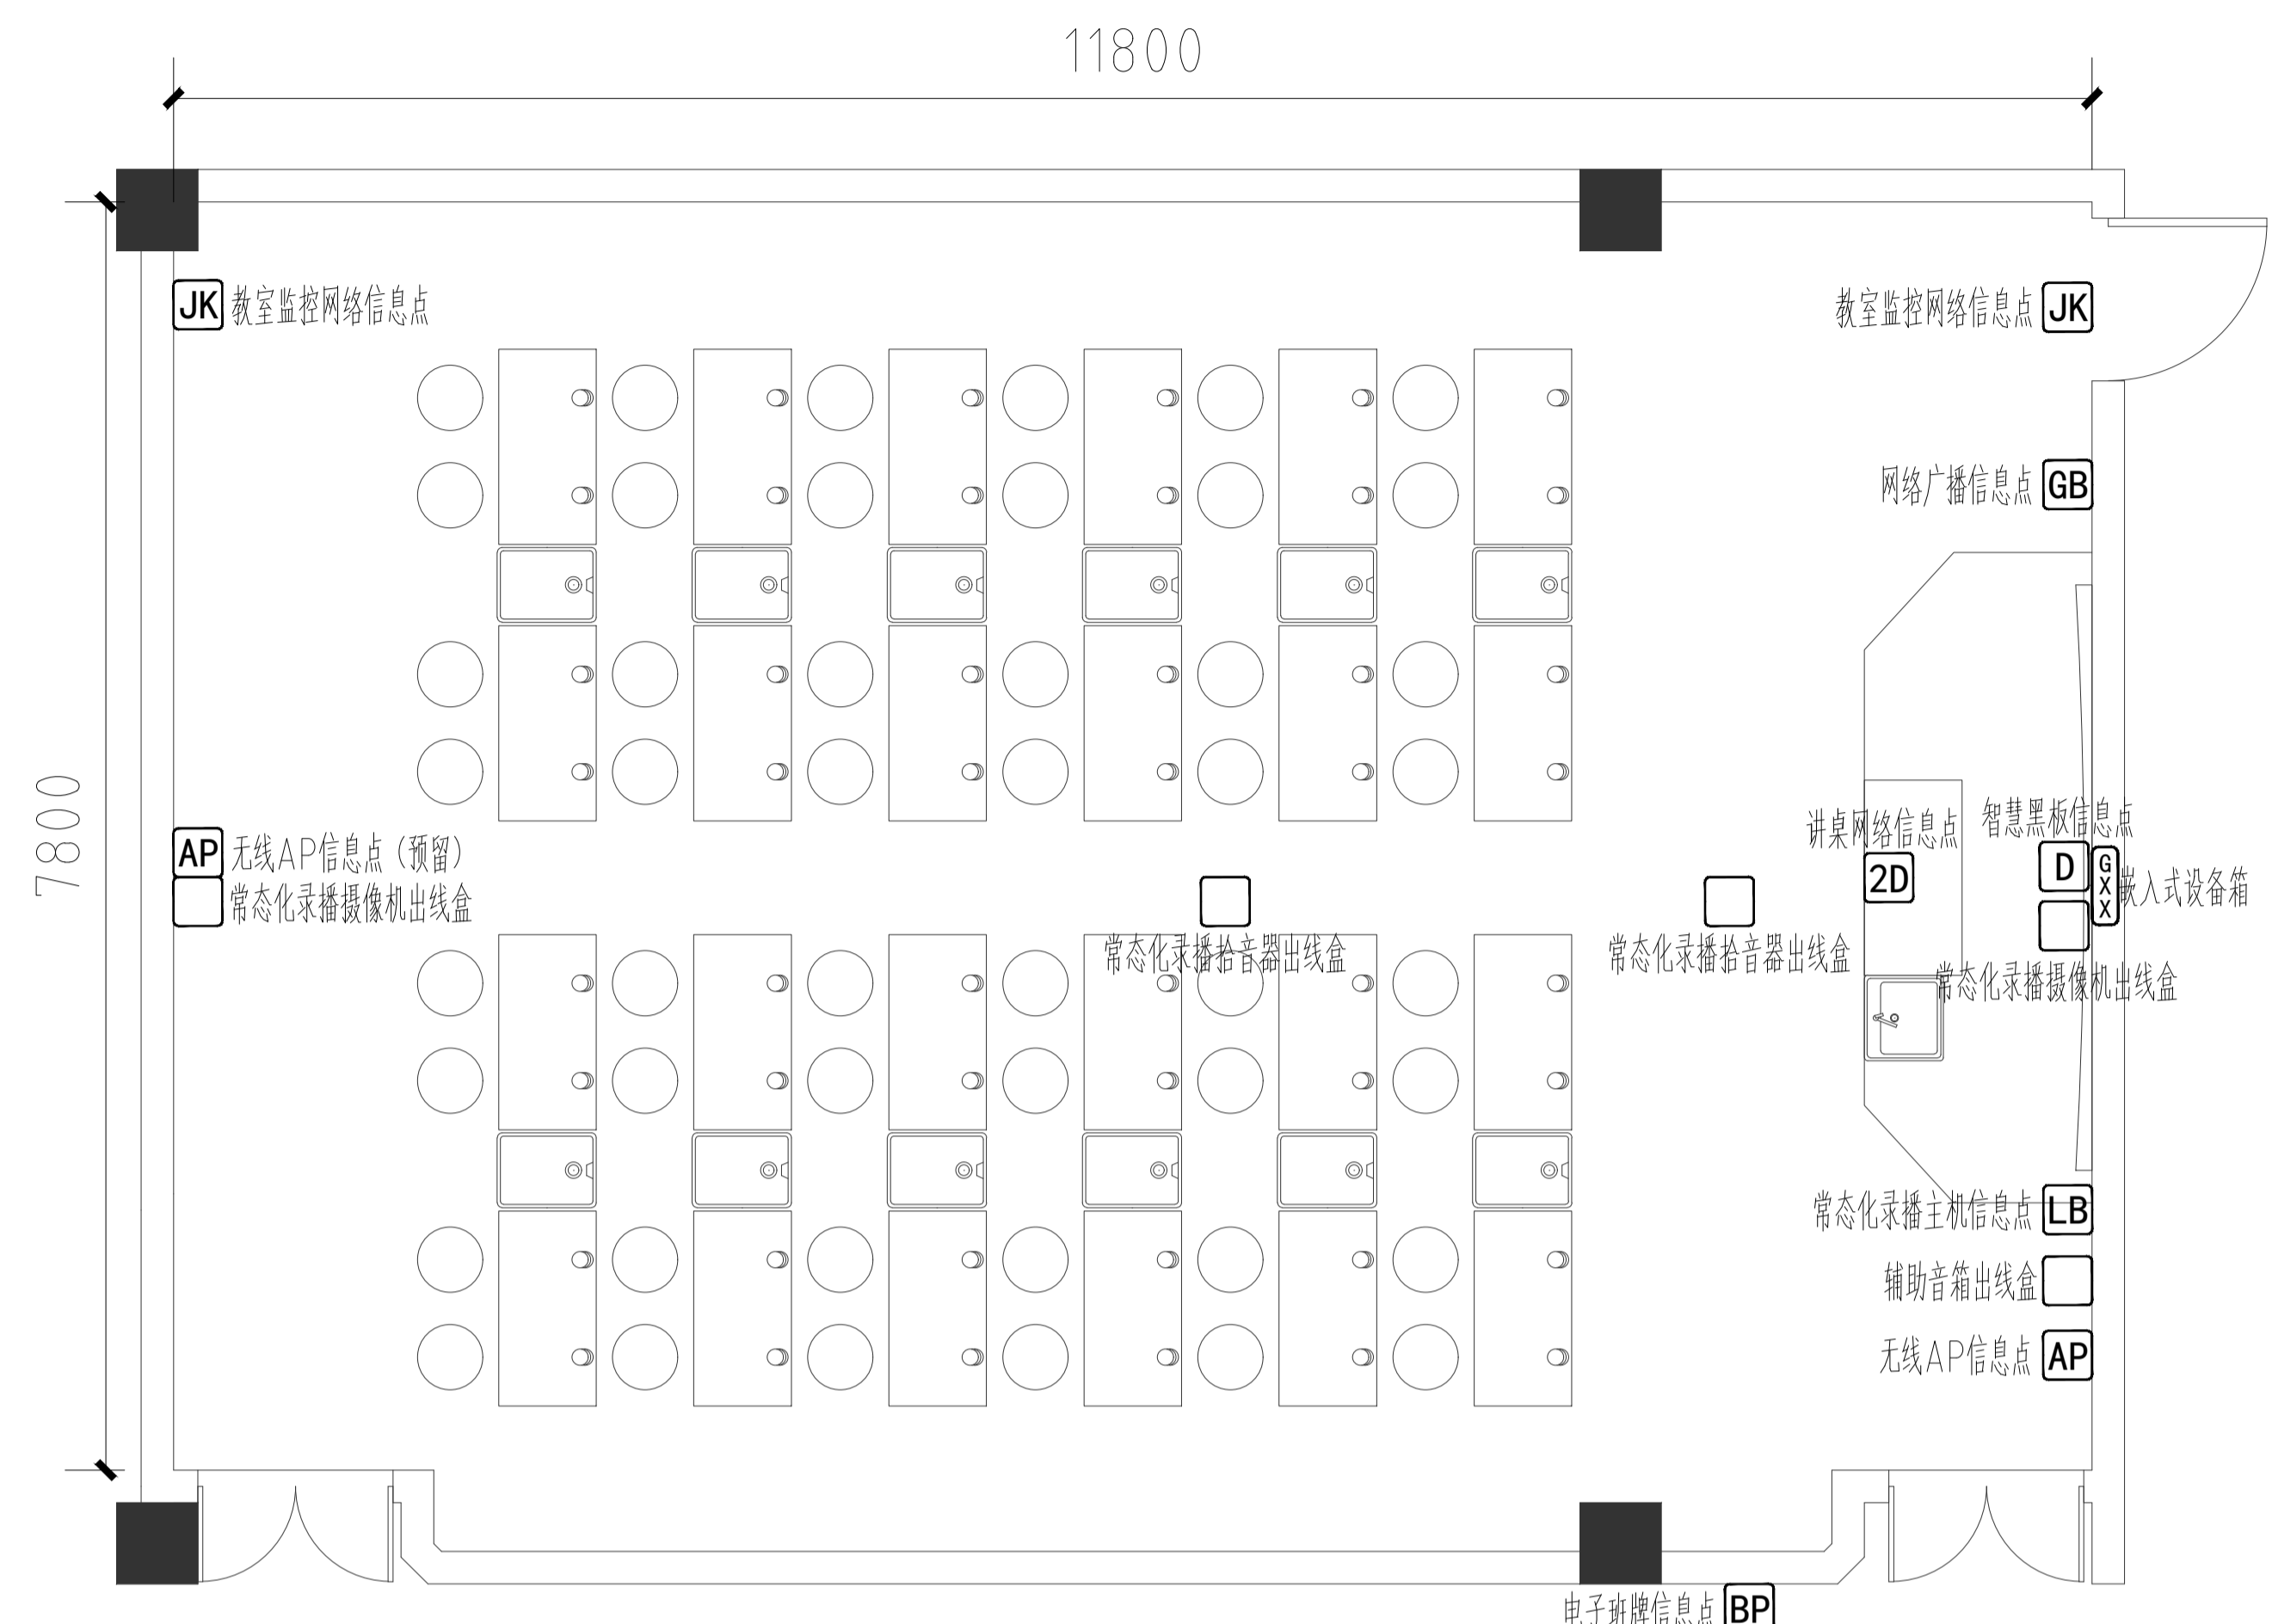 11800
JK 教室监控网络信息点
教室监控网络信息点 JK
网络广播信息点 GB
7800
讲桌网络信息点
智慧黑板信息点
AP 无线AP信息点（预留）
2D
D
GXX
嵌入式设备箱
常态化录播摄像机出线盒
常态化录播拾音器出线盒
常态化录播拾音器出线盒
常态化录播摄像机出线盒
常态化录播主机信息点 LB
辅助音箱出线盒
无线AP信息点 AP
电子班牌信息点 BP